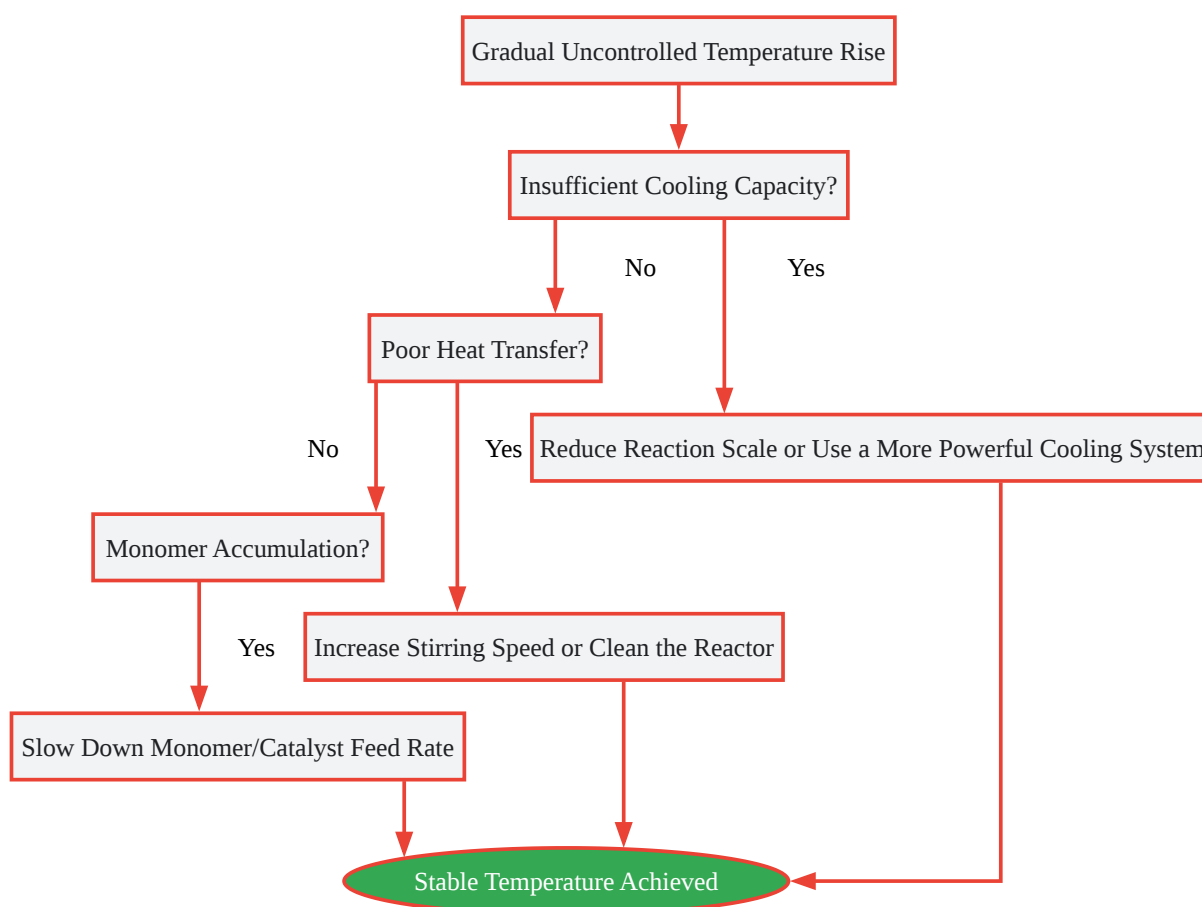 Gradual Uncontrolled Temperature Rise
Insufficient Cooling Capacity?
No
Yes
Poor Heat Transfer?
No
Yes
Reduce Reaction Scale or Use a More Powerful Cooling System
Monomer Accumulation?
Yes
Increase Stirring Speed or Clean the Reactor
Slow Down Monomer/Catalyst Feed Rate
Stable Temperature Achieved